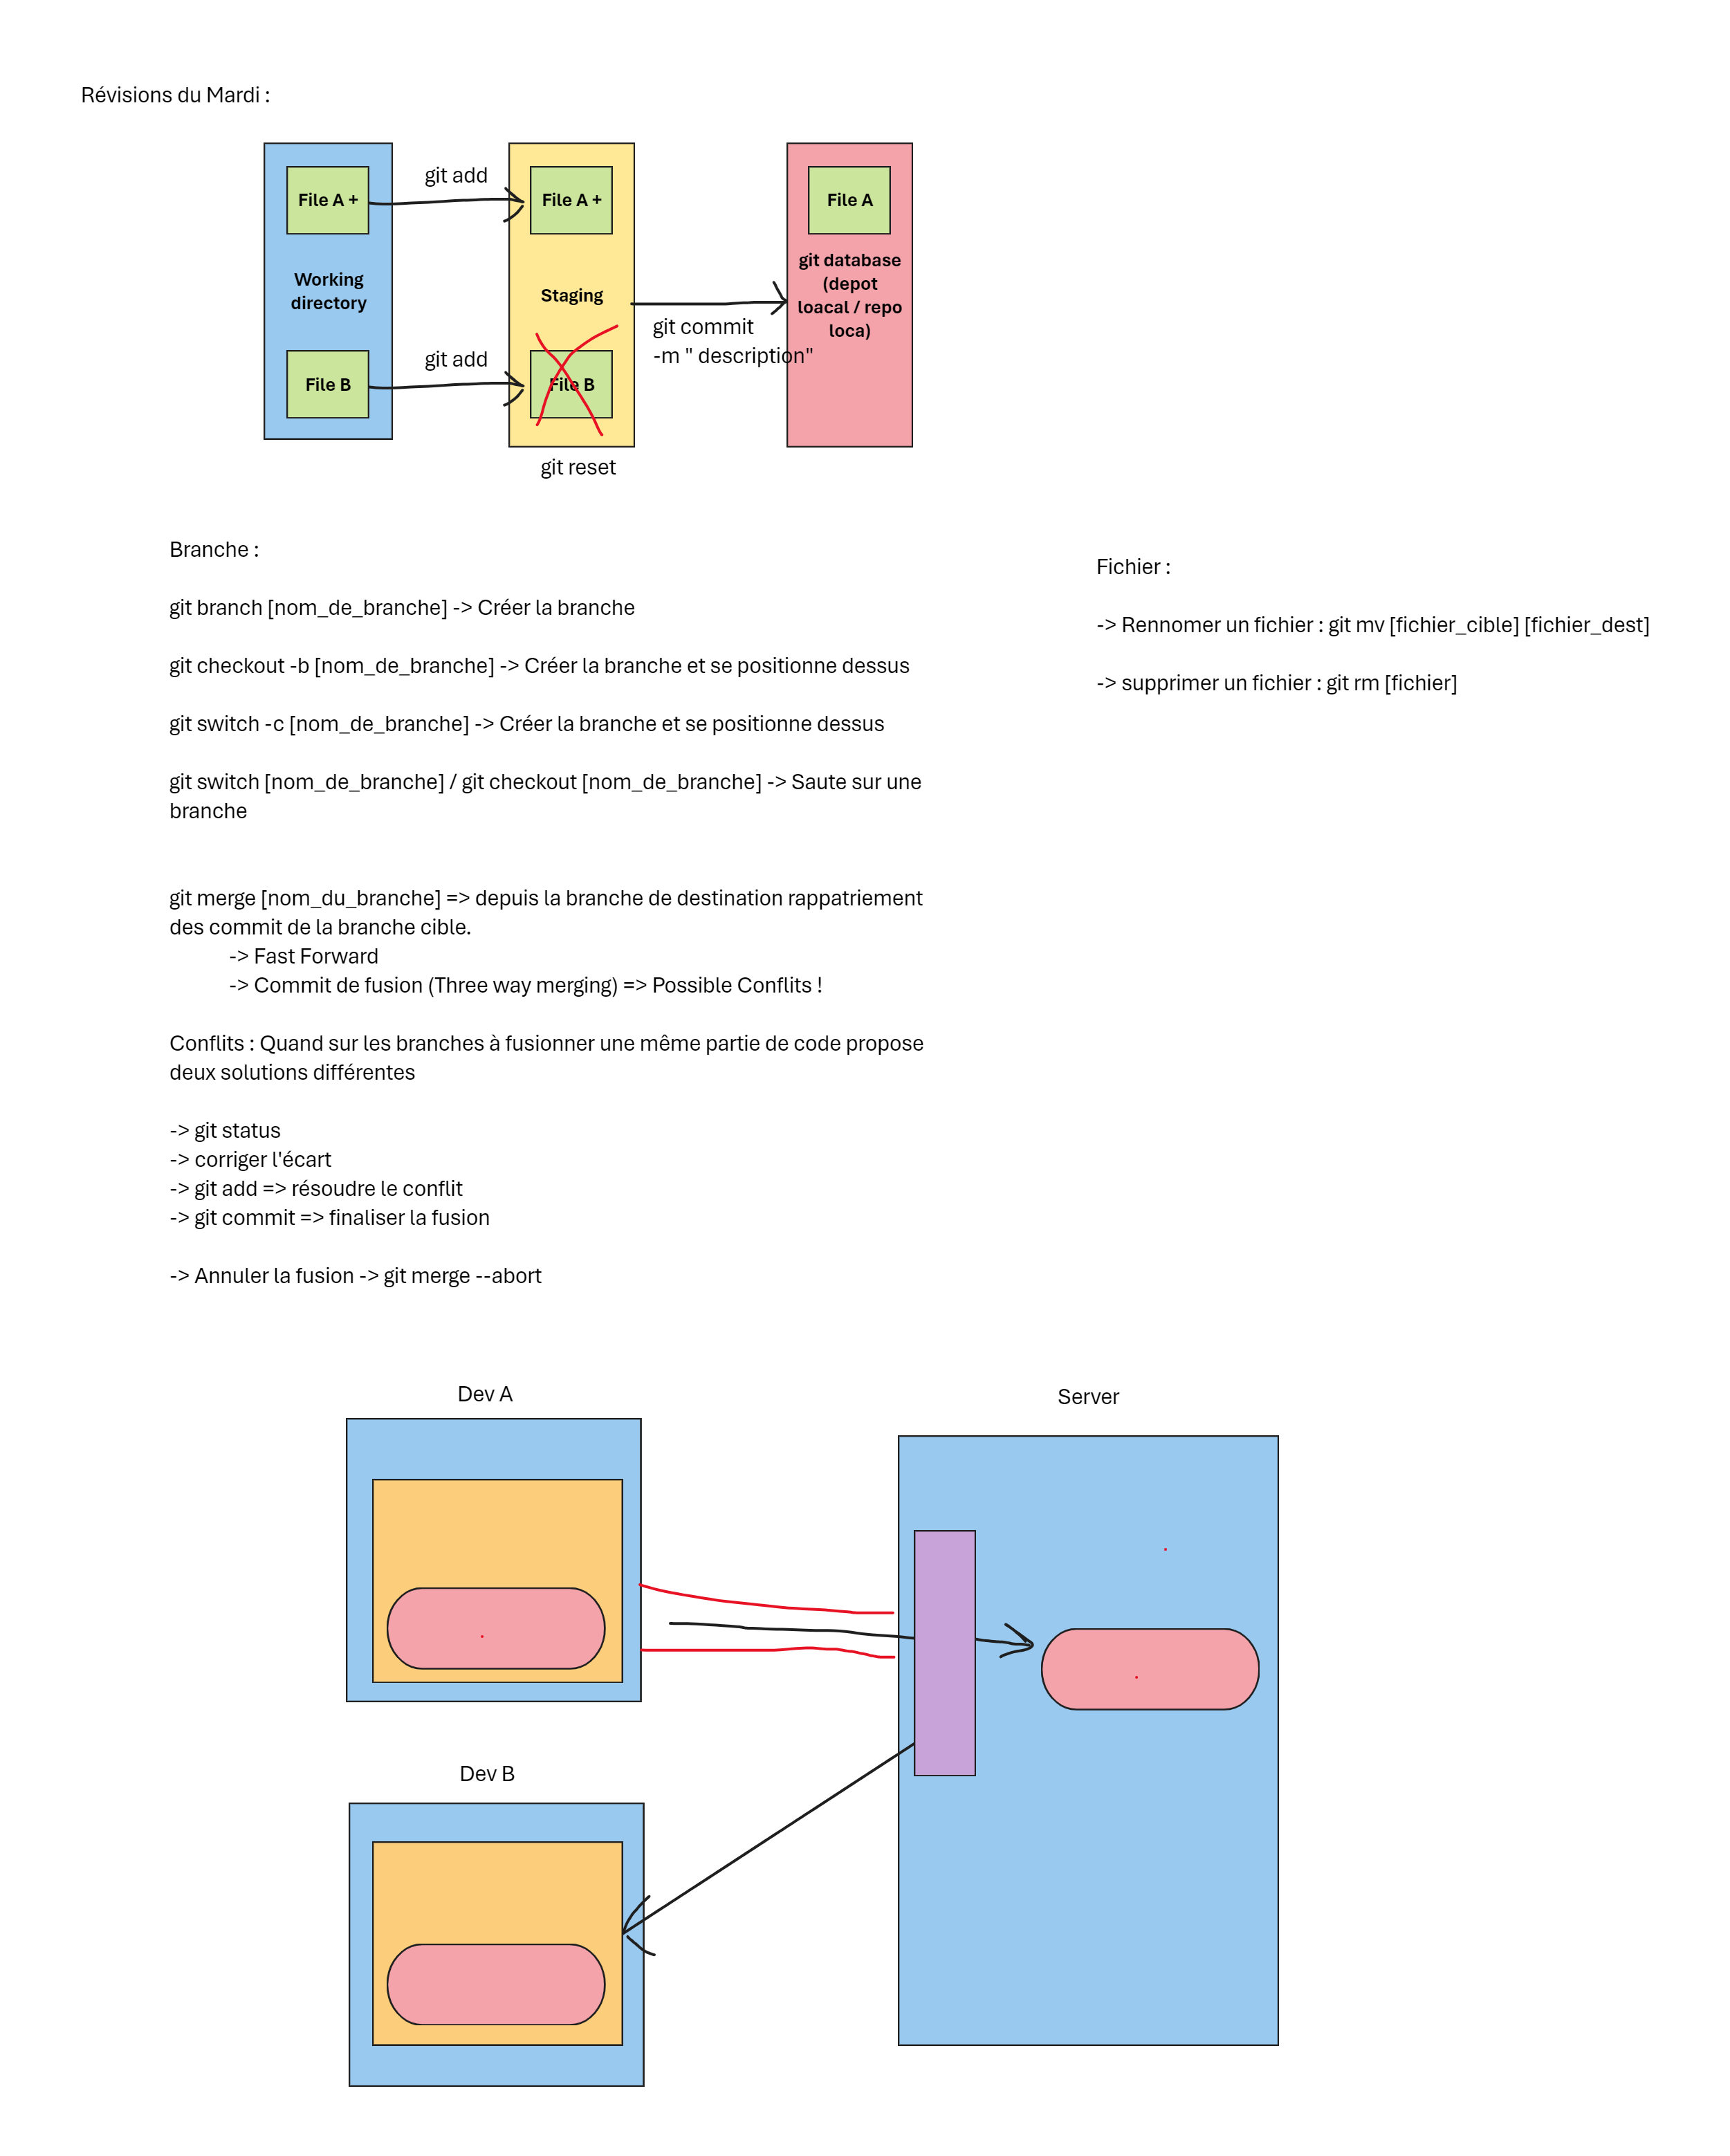 Révisions du Mardi :
git add
File A +
File A +
File A
Working
directory
Staging
git database
(depot
loacal / repo
loca)
git commit
-m " description"
git add
File B
File B
git reset
Branche :
git branch [nom_de_branche] -> Créer la branche
git checkout -b [nom_de_branche] -> Créer la branche et se positionne dessus
git switch -c [nom_de_branche] -> Créer la branche et se positionne dessus
git switch [nom_de_branche] / git checkout [nom_de_branche] -> Saute sur une
branche
git merge [nom_du_branche] => depuis la branche de destination rappatriement
des commit de la branche cible.
-> Fast Forward
-> Commit de fusion (Three way merging) => Possible Conflits !
Conflits : Quand sur les branches à fusionner une même partie de code propose
deux solutions différentes
-> git status
-> corriger l'écart
-> git add => résoudre le conflit
-> git commit => finaliser la fusion
-> Annuler la fusion -> git merge --abort
Fichier :
-> Rennomer un fichier : git mv [fichier_cible] [fichier_dest]
-> supprimer un fichier : git rm [fichier]
Dev A
Server
Dev B